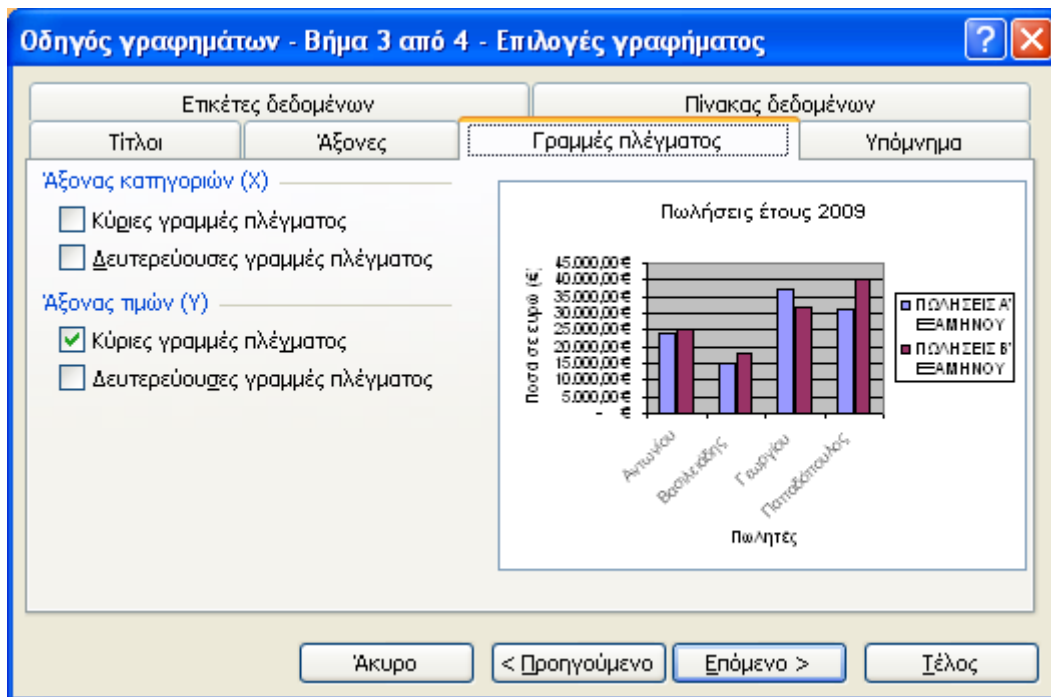 Οδηγός γραφημάτων - Βήμα 3 από 4 - Επιλογές γραφήματος
Ετικέτες δεδομένων
Πίνακας δεδομένων
Τίτλοι
Άξονες
Γραμμές πλέγματος
Υπόμνημα
Άξονας κατηγοριών (X)
Κύριες γραμμές πλέγματος
Δευτερεύουσες γραμμές πλέγματος
Άξονας τιμών (Y)
Κύριες γραμμές πλέγματος
Δευτερεύουσες γραμμές πλέγματος
Πωλήσεις έτους 2009
Ποσά σε ευρώ (€)
45.000,00 €
40.000,00 €
35.000,00 €
30.000,00 €
25.000,00 €
20.000,00 €
15.000,00 €
10.000,00 €
5.000,00 €
- €
Αντωνίου
Βασιλειάδης
Γεωργίου
Παπαδόπουλος
Πωλητές
ΠΩΛΗΣΕΙΣ Α'
ΕΞΑΜΗΝΟΥ
ΠΩΛΗΣΕΙΣ Β'
ΕΞΑΜΗΝΟΥ
Άκυρο
< Προηγούμενο
Επόμενο >
Τέλος